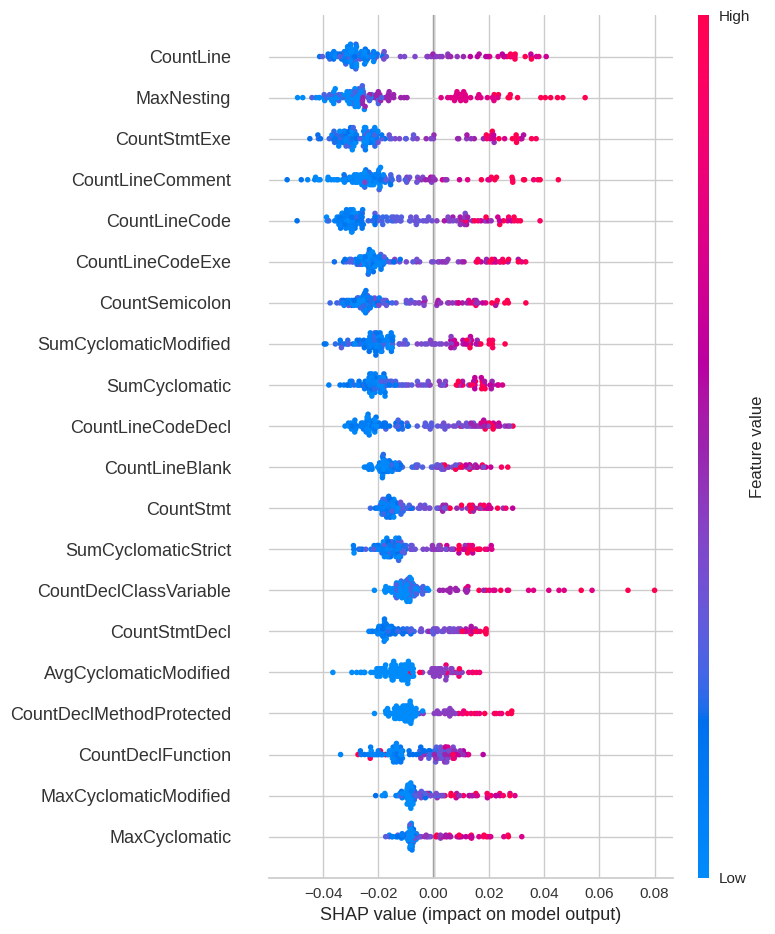 High
CountLine
MaxNesting
CountStmtExe
CountLineComment
CountLineCode
CountLineCodeExe
CountSemicolon
SumCyclomaticModified
SumCyclomatic
CountLineCodeDecl
CountLineBlank
CountStmt
SumCyclomaticStrict
CountDeclClassVariable
CountStmtDecl
AvgCyclomaticModified
CountDeclMethodProtected
CountDeclFunction
MaxCyclomaticModified
MaxCyclomatic
Feature value
Low
−0.04 −0.02 0.00 0.02 0.04 0.06 0.08
SHAP value (impact on model output)